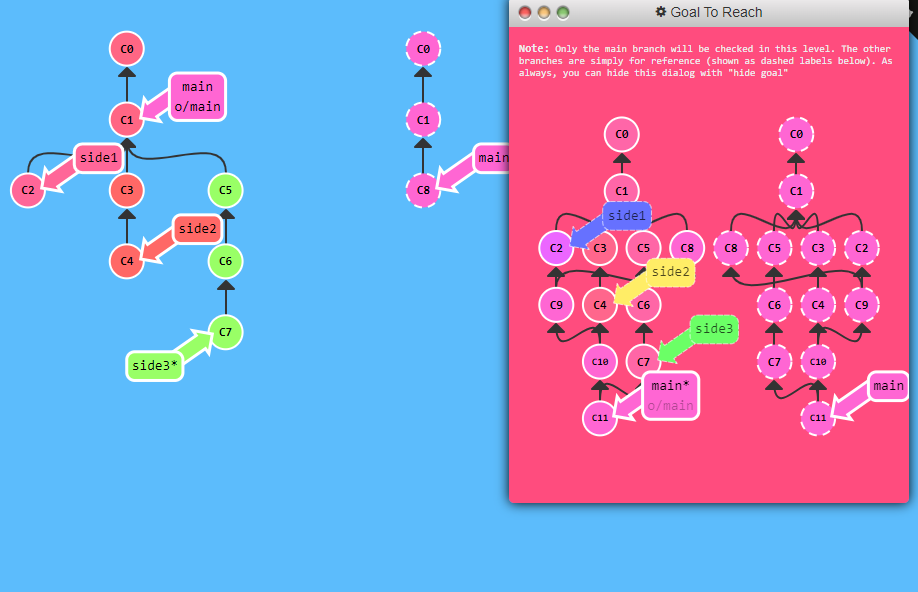 Goal To Reach
Note: Only the main branch will be checked in this level. The other
branches are simply for reference (shown as dashed labels below). As
always, you can hide this dialog with "hide goal"
C0
main
o/main
C1
side1
C2
C3
C5
side2
C4
C6
C7
side3*
C0
C1
main
C8
C0
C1
side1
C2
C3
C5
C8
side2
C9
C4
C6
side3
C10
C7
main*
o/main
C11
C0
C1
C8
C5
C3
C2
C6
C4
C9
C7
C10
main
C11